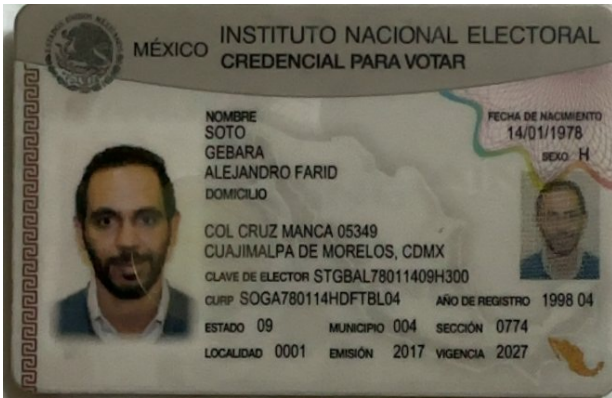 MÉXICO INSTITUTO NACIONAL ELECTORAL
CREDENCIAL PARA VOTAR
NOMBRE
SOTO
GEBARA
ALEJANDRO FARID
FECHA DE NACIMIENTO
14/01/1978
SEXO H
DOMICILIO
COL CRUZ MANCA 05349
CUAJIMALPA DE MORELOS, CDMX
CLAVE DE ELECTOR STGBAL78011409H300
CURP SOGA780114HDFTBL04 AÑO DE REGISTRO 1998 04
ESTADO 09 MUNICIPIO 004 SECCIÓN 0774
LOCALIDAD 0001 EMISIÓN 2017 VIGENCIA 2027